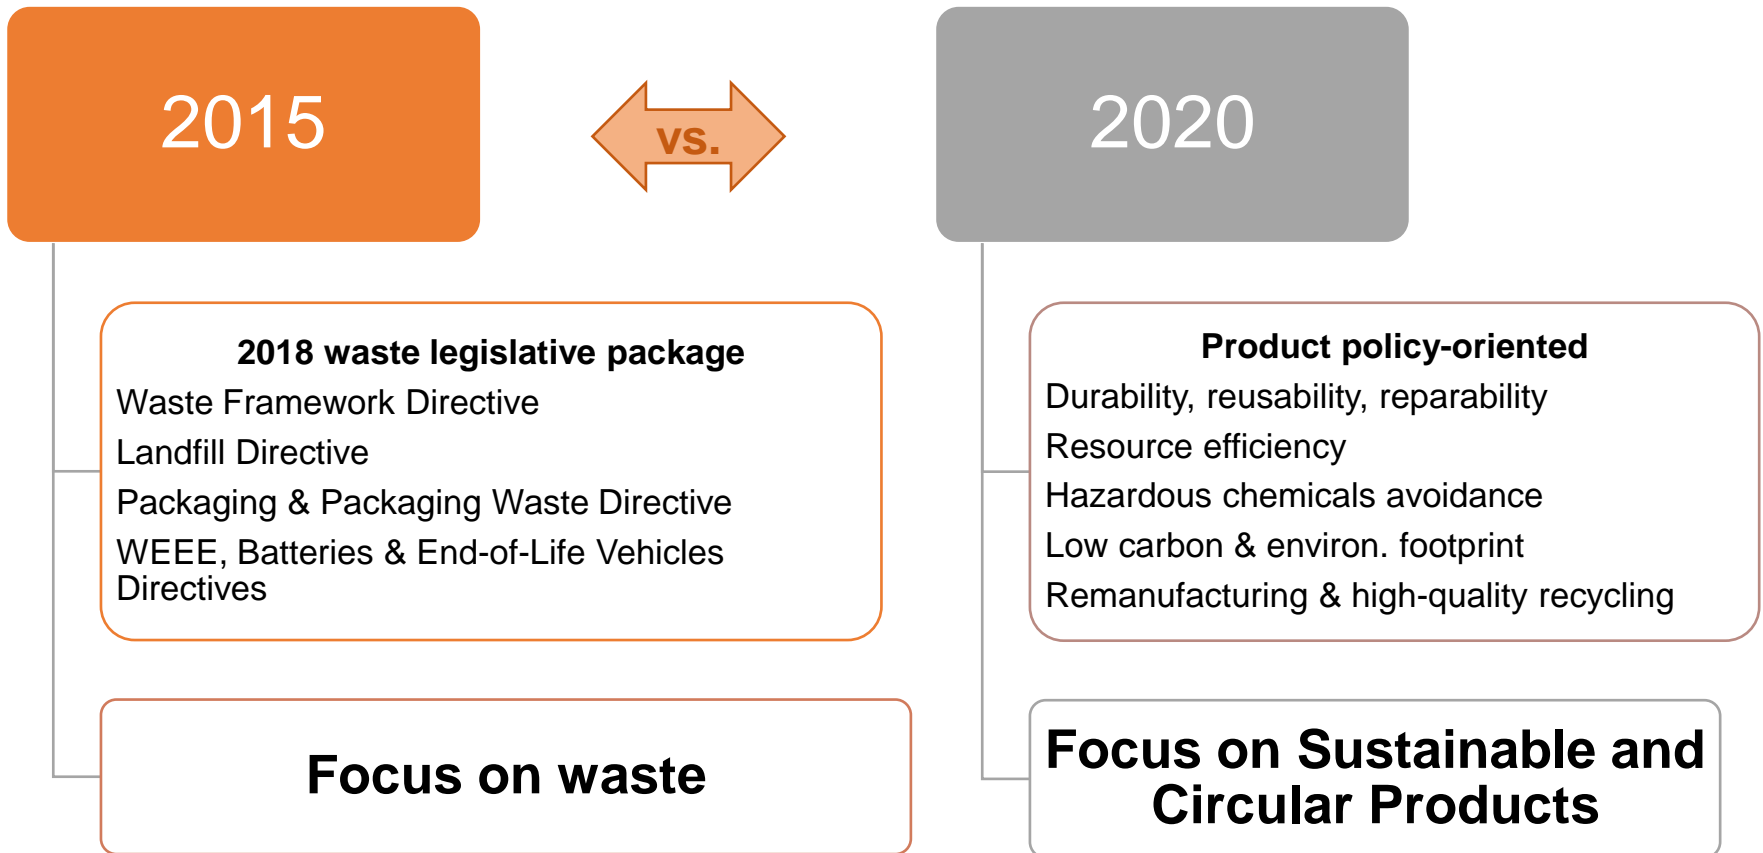 2015
vs.
2020
2018 waste legislative package
Waste Framework Directive
Landfill Directive
Packaging & Packaging Waste Directive
WEEE, Batteries & End-of-Life Vehicles
Directives
Focus on waste
Product policy-oriented
Durability, reusability, reparability
Resource efficiency
Hazardous chemicals avoidance
Low carbon & environ. footprint
Remanufacturing & high-quality recycling
Focus on Sustainable and
Circular Products